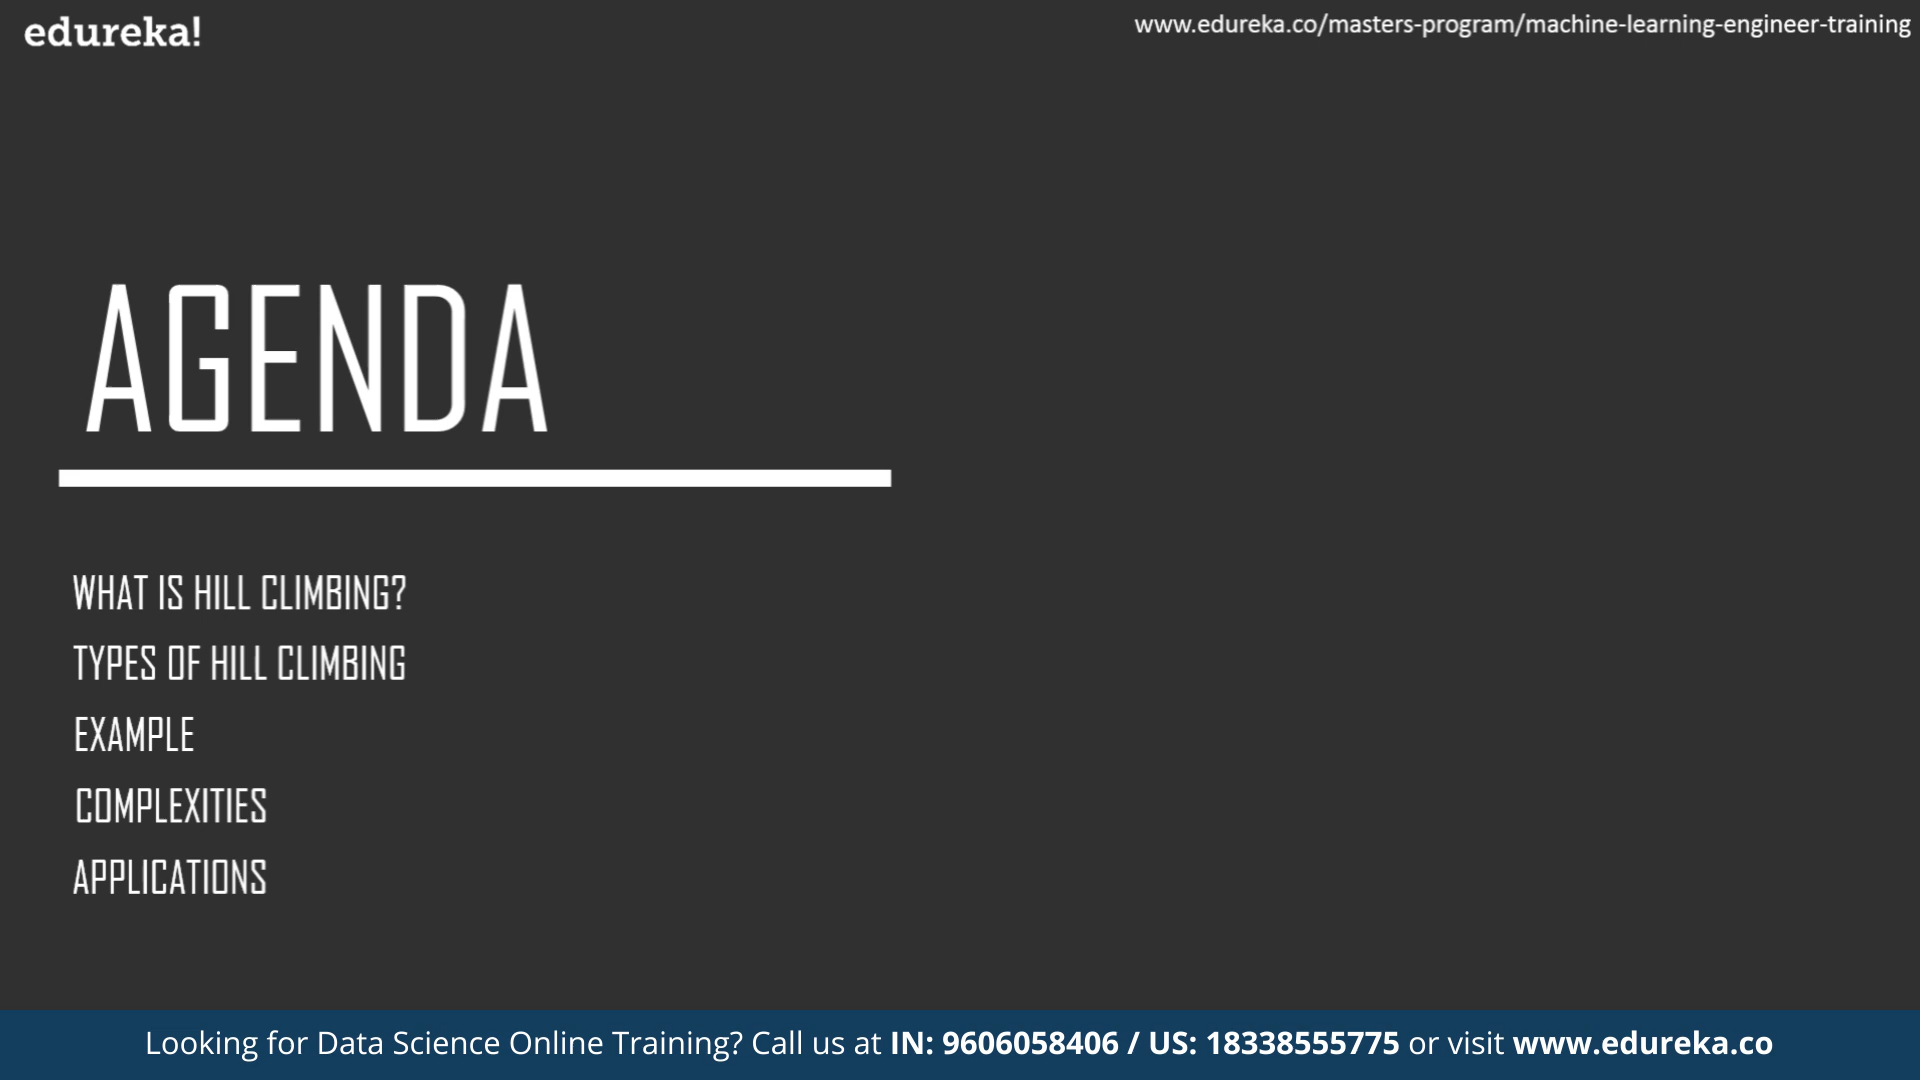 edureka!
www.edureka.co/masters-program/machine-learning-engineer-training
AGENDA
WHAT IS HILL CLIMBING?
TYPES OF HILL CLIMBING
EXAMPLE
COMPLEXITIES
APPLICATIONS
Looking for Data Science Online Training? Call us at IN: 9606058406 / US: 18338555775 or visit www.edureka.co